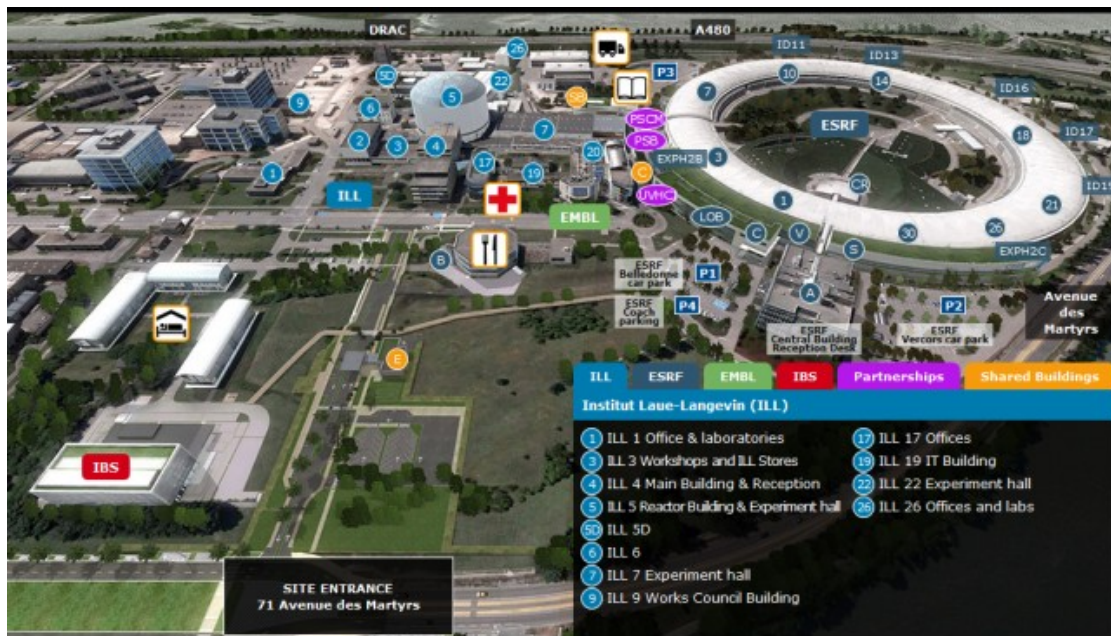 DRAC
A480
26
P3
ID11
ID13
5D
22
10
14
ID16
9
5
SB
7
6
PSCM
ESRF
18
ID17
2
3
4
7
PSB
20
EXPH2B
3
1
17
19
C
CR
ID19
ILL
UVHC
1
21
EMBL
LOB
C
V
30
26
S
EXPH2C
B
ESRF
Belledonne
car park
P1
ESRF
Coach
parking
P4
A
P2
Avenue
des
Martyrs
ESRF
Central Building
Reception Desk
ESRF
Vercors car park
E
IBS
SITE ENTRANCE
71 Avenue des Martyrs
ILL ESRF EMBL IBS Partnerships Shared Buildings
Institut Laue-Langevin (ILL)
1 ILL 1 Office & laboratories
3 ILL 3 Workshops and ILL Stores
4 ILL 4 Main Building & Reception
5 ILL 5 Reactor Building & Experiment hall
5D ILL 5D
6 ILL 6
7 ILL 7 Experiment hall
9 ILL 9 Works Council Building
17 ILL 17 Offices
19 ILL 19 IT Building
22 ILL 22 Experiment hall
26 ILL 26 Offices and labs